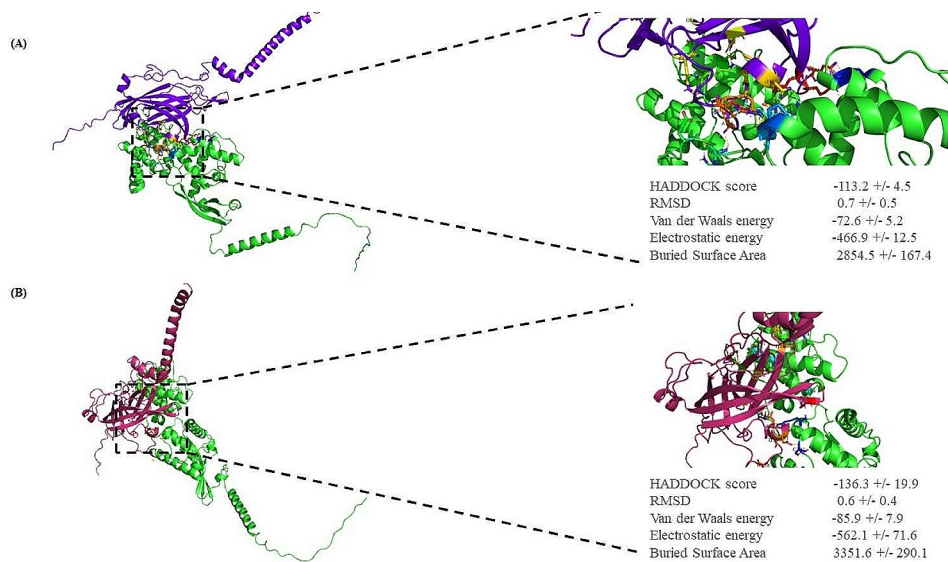 (A)
HADDOCK score -113.2 +/- 4.5
RMSD 0.7 +/- 0.5
Van der Waals energy -72.6 +/- 5.2
Electrostatic energy -466.9 +/- 12.5
Buried Surface Area 2854.5 +/- 167.4
(B)
HADDOCK score -136.3 +/- 19.9
RMSD 0.6 +/- 0.4
Van der Waals energy -85.9 +/- 7.9
Electrostatic energy -562.1 +/- 71.6
Buried Surface Area 3351.6 +/- 290.1